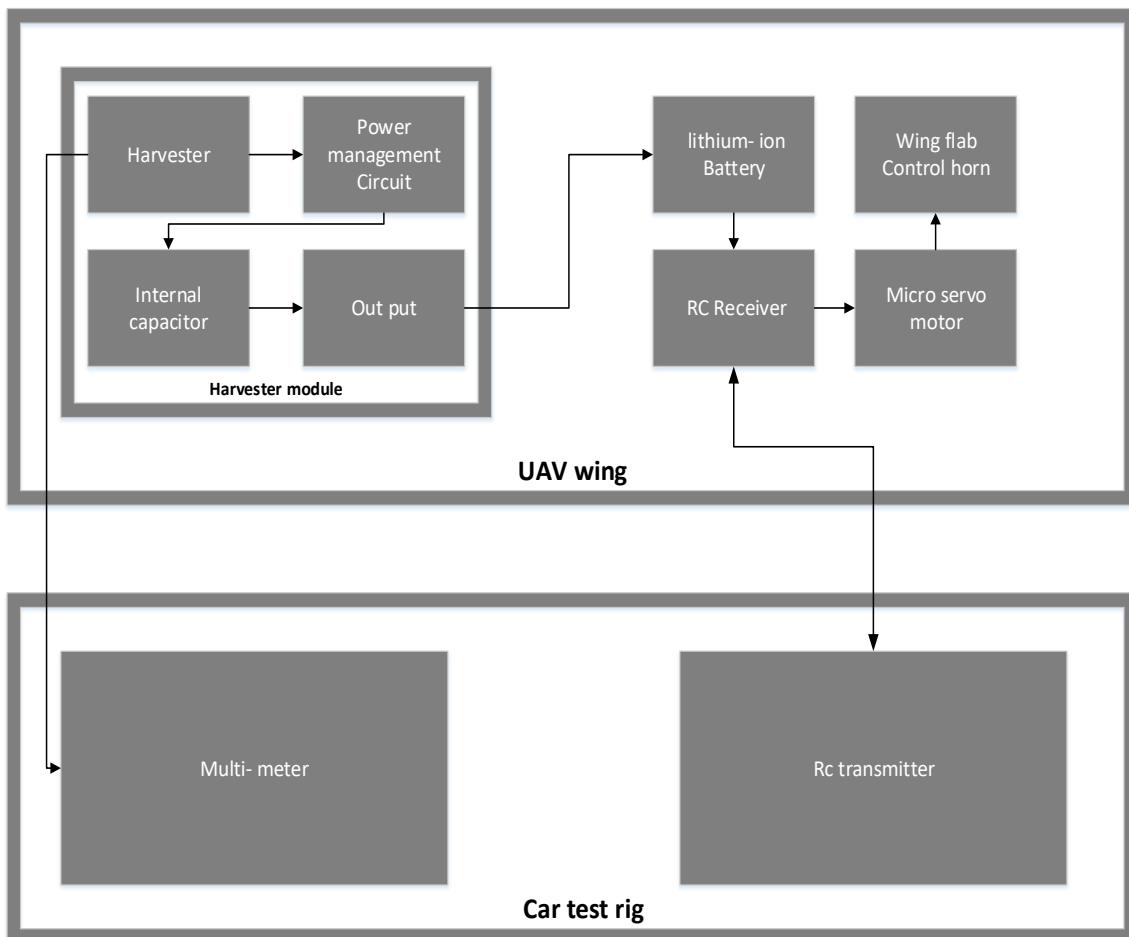 Harvester
Power
management
Circuit
lithium- ion
Battery
Wing flab
Control horn
Internal
capacitor
Out put
RC Receiver
Micro servo
motor
Harvester module
UAV wing
Multi- meter
Rc transmitter
Car test rig